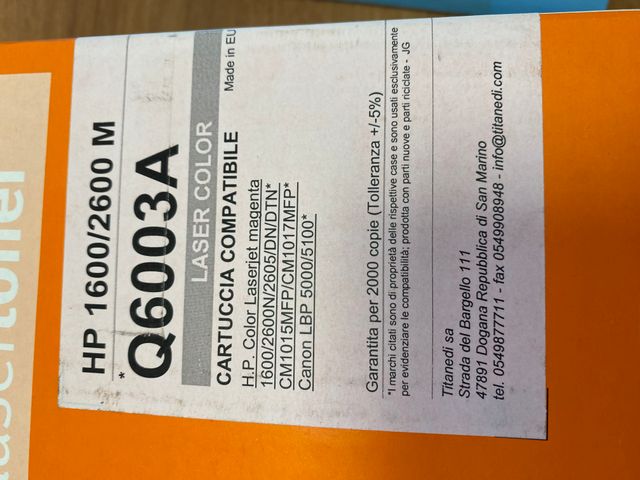 lasertoner
HP 1600/2600 M
*
Q6003A
LASER COLOR
CARTUCCIA COMPATIBILE
Made in EU
H.P. Color Laserjet magenta
1600/2600N/2605/DN/DTN*
CM1015MFP/CM1017MFP*
Canon LBP 5000/5100*
Garantita per 2000 copie (Tolleranza +/-5%)
*I marchi citati sono di proprietà delle rispettive case e sono usati esclusivamente
per evidenziare le compatibilità; prodotta con parti nuove e parti riciclate - JG
Titanedi sa
Strada del Bargello 111
47891 Dogana Repubblica di San Marino
tel. 0549877711 - fax 0549908948 - info@titanedi.com